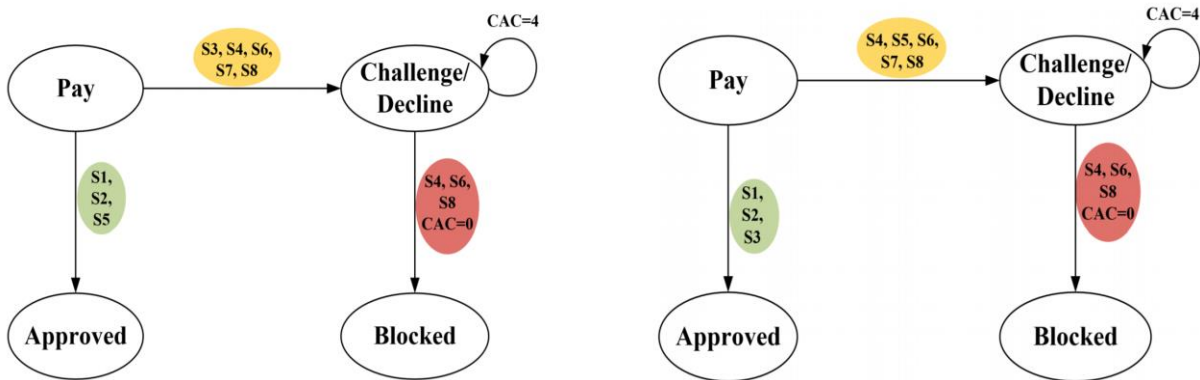 CAC=4
S3, S4, S6,
S7, S8
Pay
Challenge/
Decline
S1,
S2,
S5
S4, S6,
S8
CAC=0
Approved
Blocked
CAC=4
S4, S5, S6,
S7, S8
Pay
Challenge/
Decline
S1,
S2,
S3
S4, S6,
S8
CAC=0
Approved
Blocked